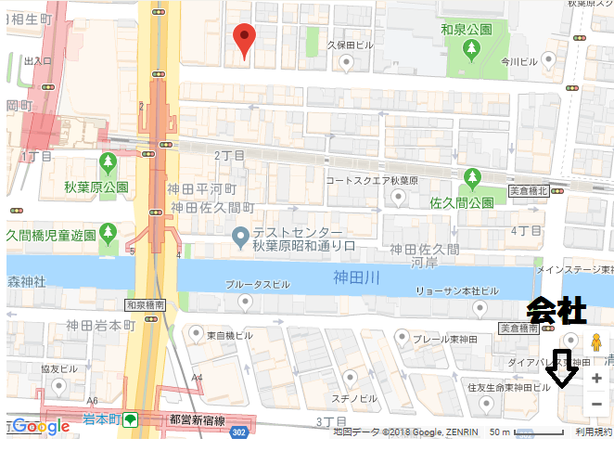 目相生町
和泉公園
久保田ビル
今川ビル
出入口
岡町
1丁目
2丁目
秋葉原公園
コートスクエア秋葉原
神田平河町
神田佐久間町
佐久間公園
美倉橋北
4丁目
久間橋児童遊園
テストセンター
秋葉原昭和通り口
神田佐久間
河岸
メインステージ東神
森神社
ブルータスビル
神田川
リョーサン本社ビル
和泉橋南
会社
神田岩本町
美倉橋南
東自機ビル
プレール東神田
ダイアパレス東神田
協友ビル
A4
住友生命東神田ビル
スチノビル
岩本町
都営新宿線
A5
3丁目
302
Google
地図データ ©2018 Google, ZENRIN
50 m
利用規約